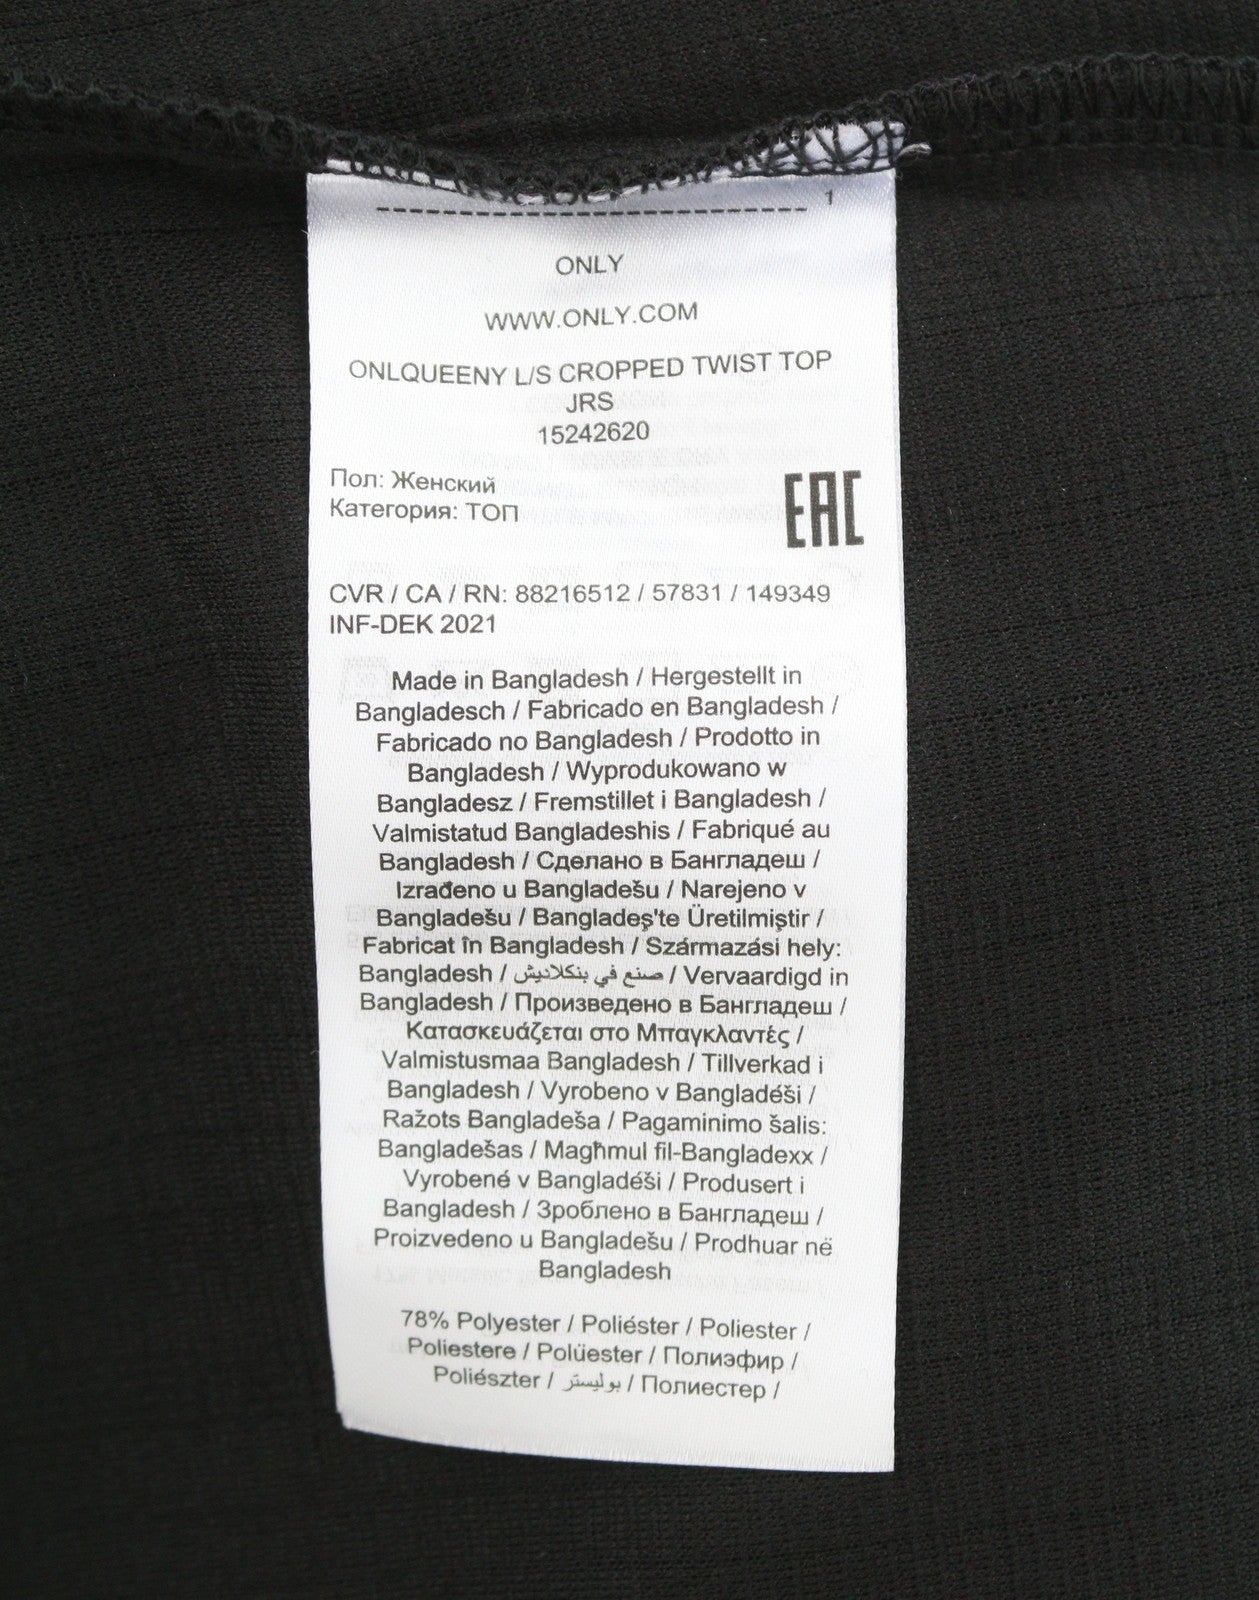 1
ONLY
WWW.ONLY.COM
ONLQUEENY L/S CROPPED TWIST TOP
JRS
15242620
Пол: Женский
Категория: ТОП
EAC
CVR / CA / RN: 88216512 / 57831 / 149349
INF-DEK 2021
Made in Bangladesh / Hergestellt in
Bangladesch / Fabricado en Bangladesh /
Fabricado no Bangladesh / Prodotto in
Bangladesh / Wyprodukowano w
Bangladesz / Fremstillet i Bangladesh /
Valmistatud Bangladeshis / Fabriqué au
Bangladesh / Сделано в Бангладеш /
Izrađeno u Bangladešu / Narejeno v
Bangladešu / Bangladeş'te Üretilmiştir /
Fabricat în Bangladesh / Származási hely:
Bangladesh / صنع في بنكلاديش / Vervaardigd in
Bangladesh / Произведено в Бангладеш /
Κατασκευάζεται στο Μπαγκλαντές /
Valmistusmaa Bangladesh / Tillverkad i
Bangladesh / Vyrobeno v Bangladéši /
Ražots Bangladeša / Pagaminimo šalis:
Bangladešas / Magħmul fil-Bangladexx /
Vyrobené v Bangladéši / Produsert i
Bangladesh / Зроблено в Бангладеш /
Proizvedeno u Bangladešu / Prodhuar në
Bangladesh
78% Polyester / Poliéster / Poliester /
Poliestere / Polüester / Полиэфир /
Poliészter / بوليستر / Полиестер /